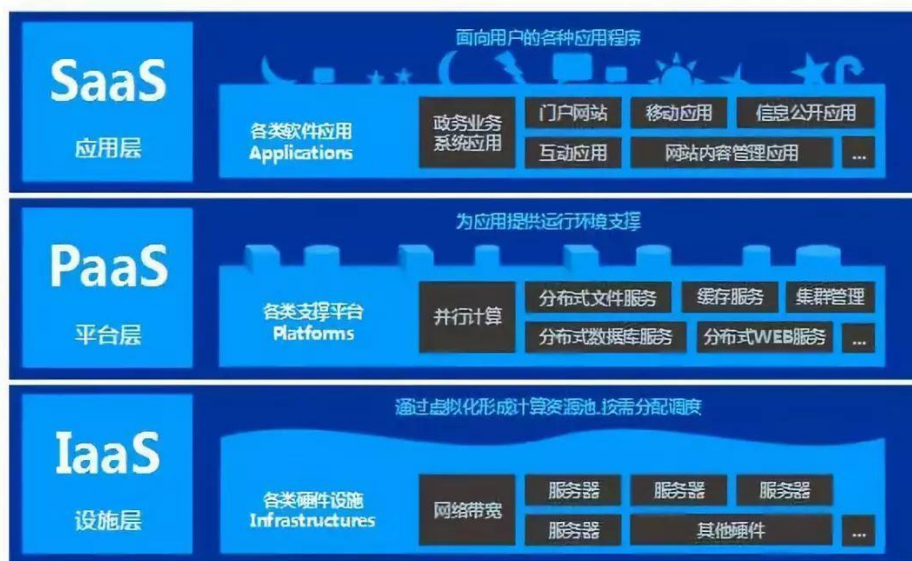 面向用户的各种应用程序
SaaS
应用层
各类软件应用
Applications
政务业务
系统应用
门户网站
移动应用
信息公开应用
互动应用
网站内容管理应用
...
为应用提供运行环境支撑
PaaS
平台层
各类支撑平台
Platforms
并行计算
分布式文件服务
缓存服务
集群管理
分布式数据库服务
分布式WEB服务
...
通过虚拟化形成计算资源池,按需分配调度
IaaS
设施层
各类硬件设施
Infrastructures
网络带宽
服务器
服务器
服务器
服务器
其他硬件
...